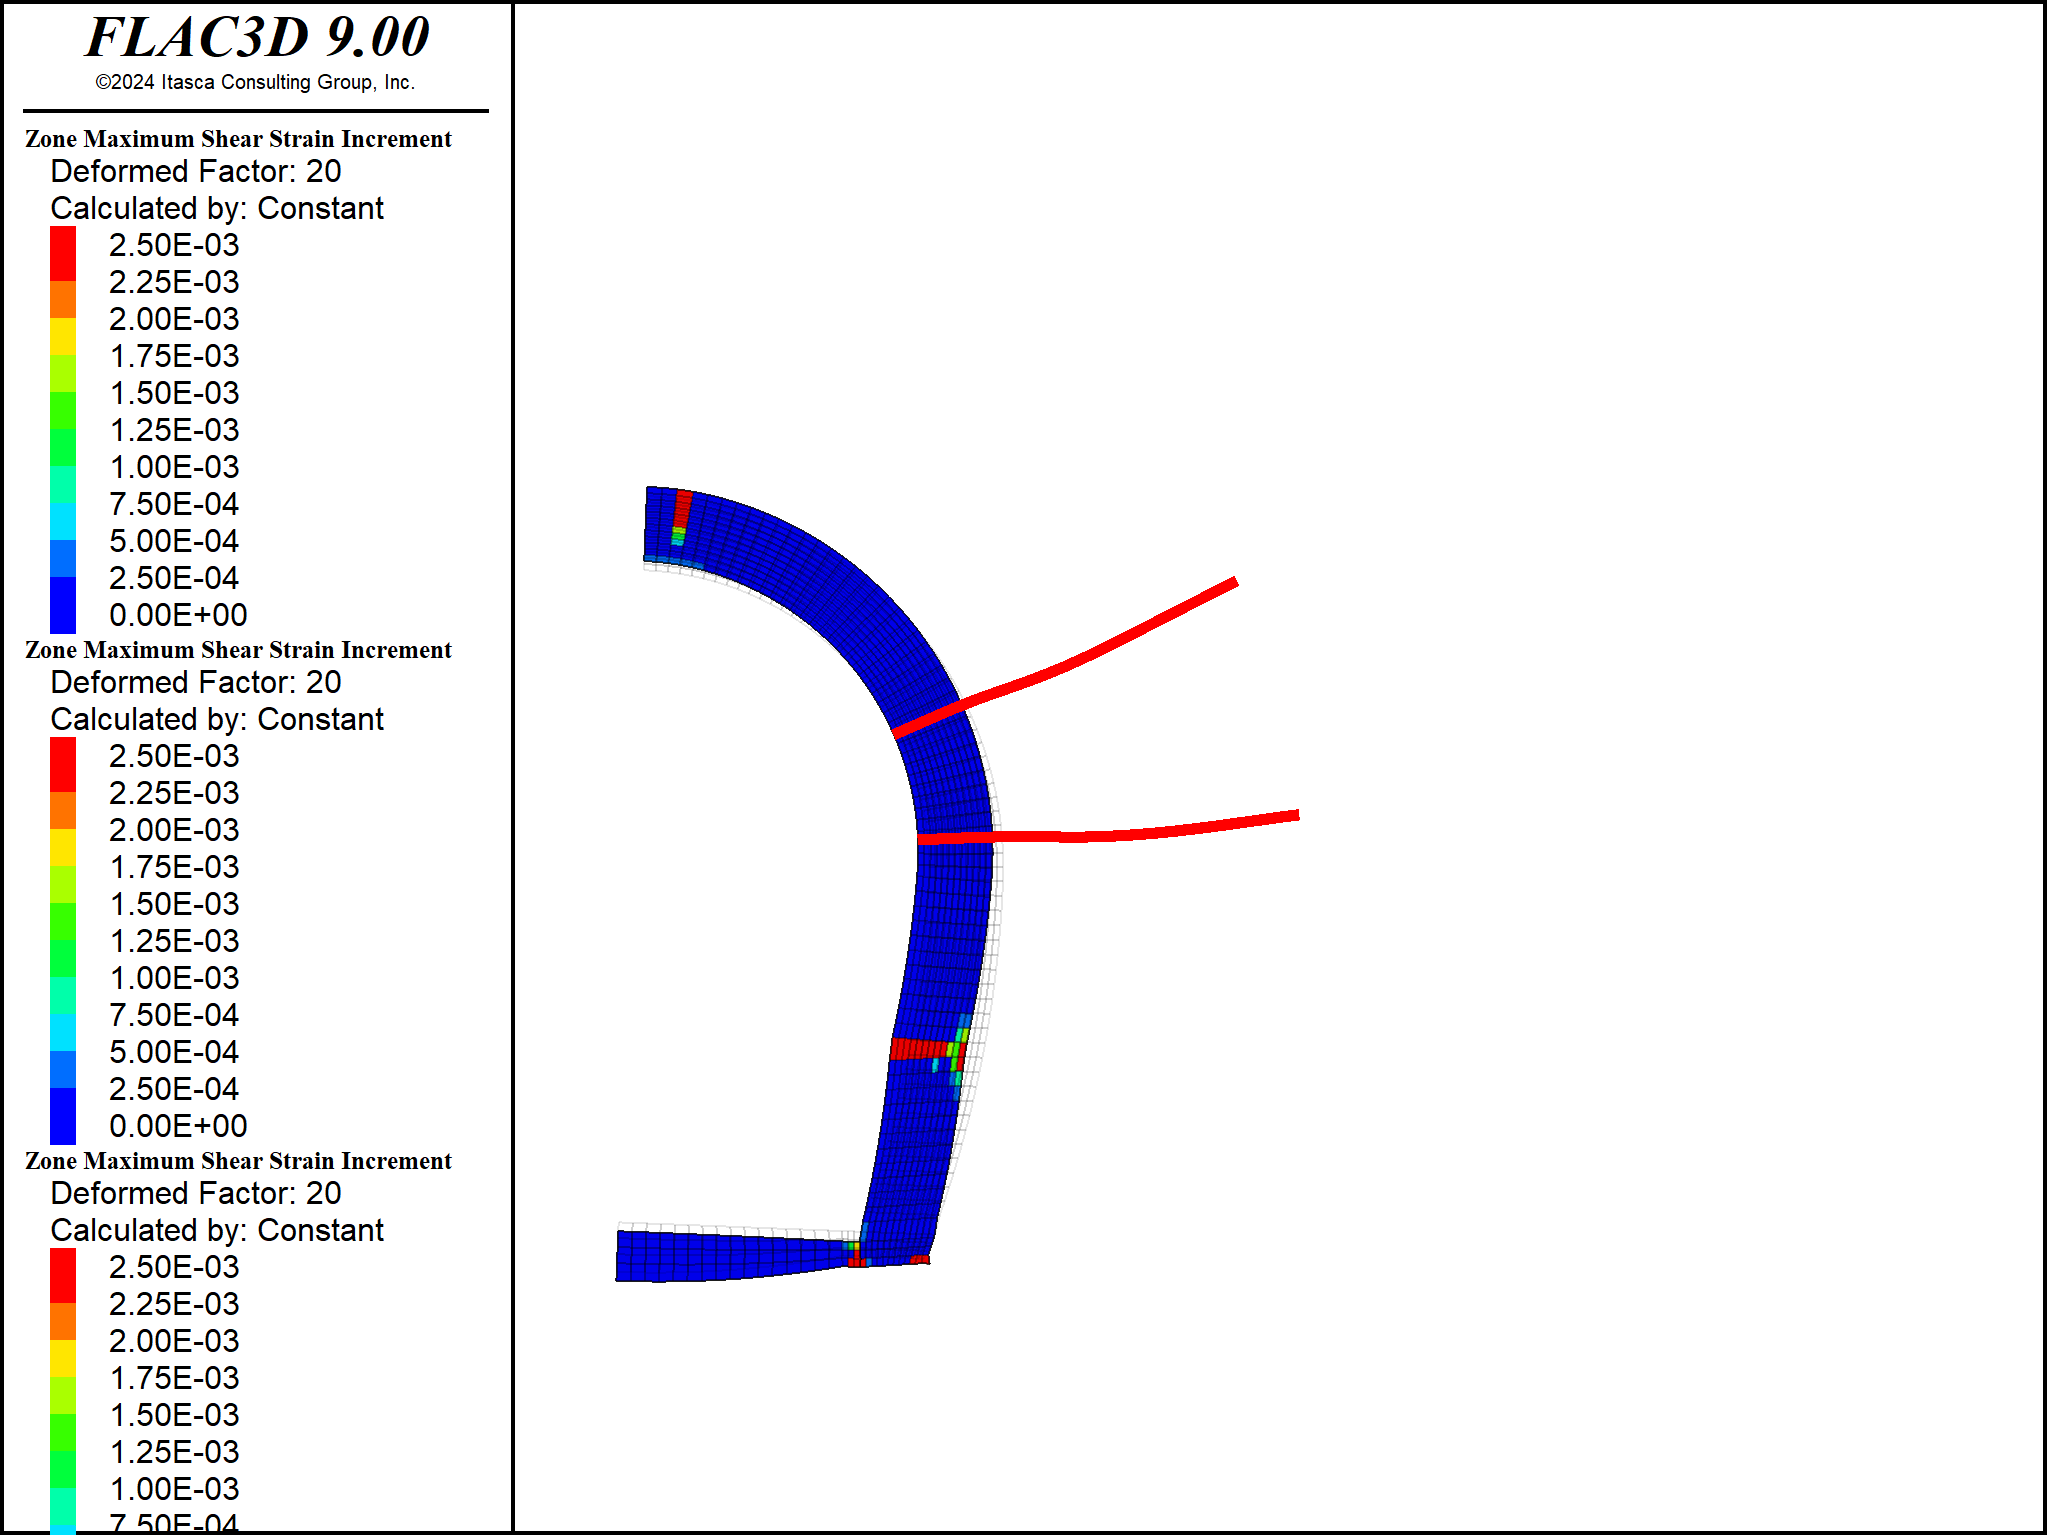 FLAC3D 9.00
©2024 Itasca Consulting Group, Inc.
Zone Maximum Shear Strain Increment
Deformed Factor: 20
Calculated by: Constant
2.50E-03
2.25E-03
2.00E-03
1.75E-03
1.50E-03
1.25E-03
1.00E-03
7.50E-04
5.00E-04
2.50E-04
0.00E+00
Zone Maximum Shear Strain Increment
Deformed Factor: 20
Calculated by: Constant
2.50E-03
2.25E-03
2.00E-03
1.75E-03
1.50E-03
1.25E-03
1.00E-03
7.50E-04
5.00E-04
2.50E-04
0.00E+00
Zone Maximum Shear Strain Increment
Deformed Factor: 20
Calculated by: Constant
2.50E-03
2.25E-03
2.00E-03
1.75E-03
1.50E-03
1.25E-03
1.00E-03
7.50E-04